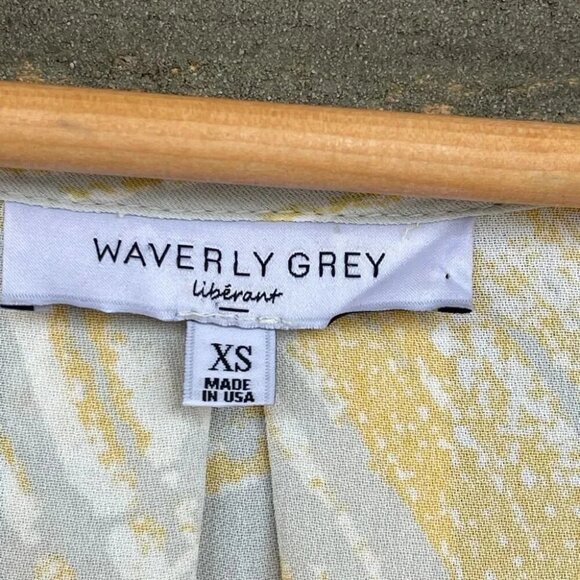 WAVERLY GREY
libérant
XS
MADE
IN USA